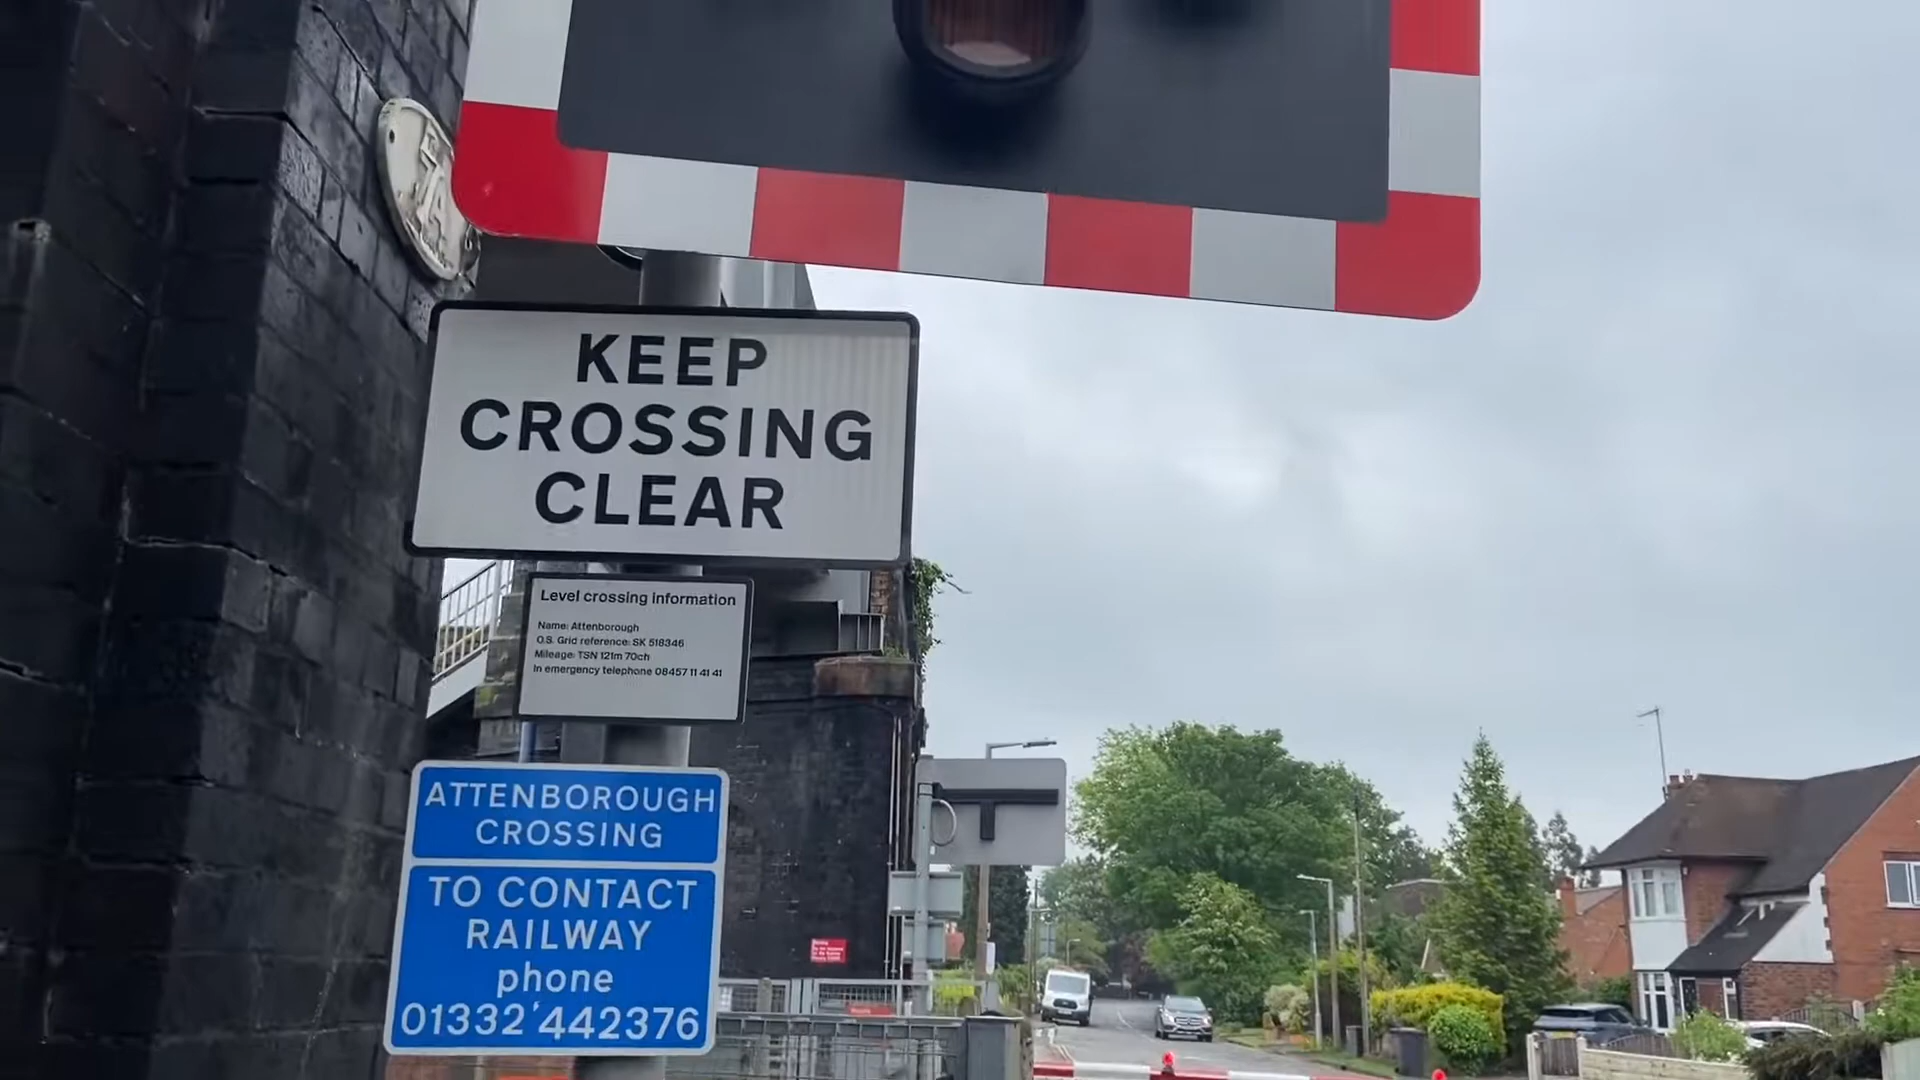 7A
KEEP
CROSSING
CLEAR
Level crossing information
Name: Attenborough
O.S. Grid reference: SK 518346
Mileage: TSN 121m 70ch
In emergency telephone 08457 11 41 41
ATTENBOROUGH
CROSSING
TO CONTACT
RAILWAY
phone
01332 442376